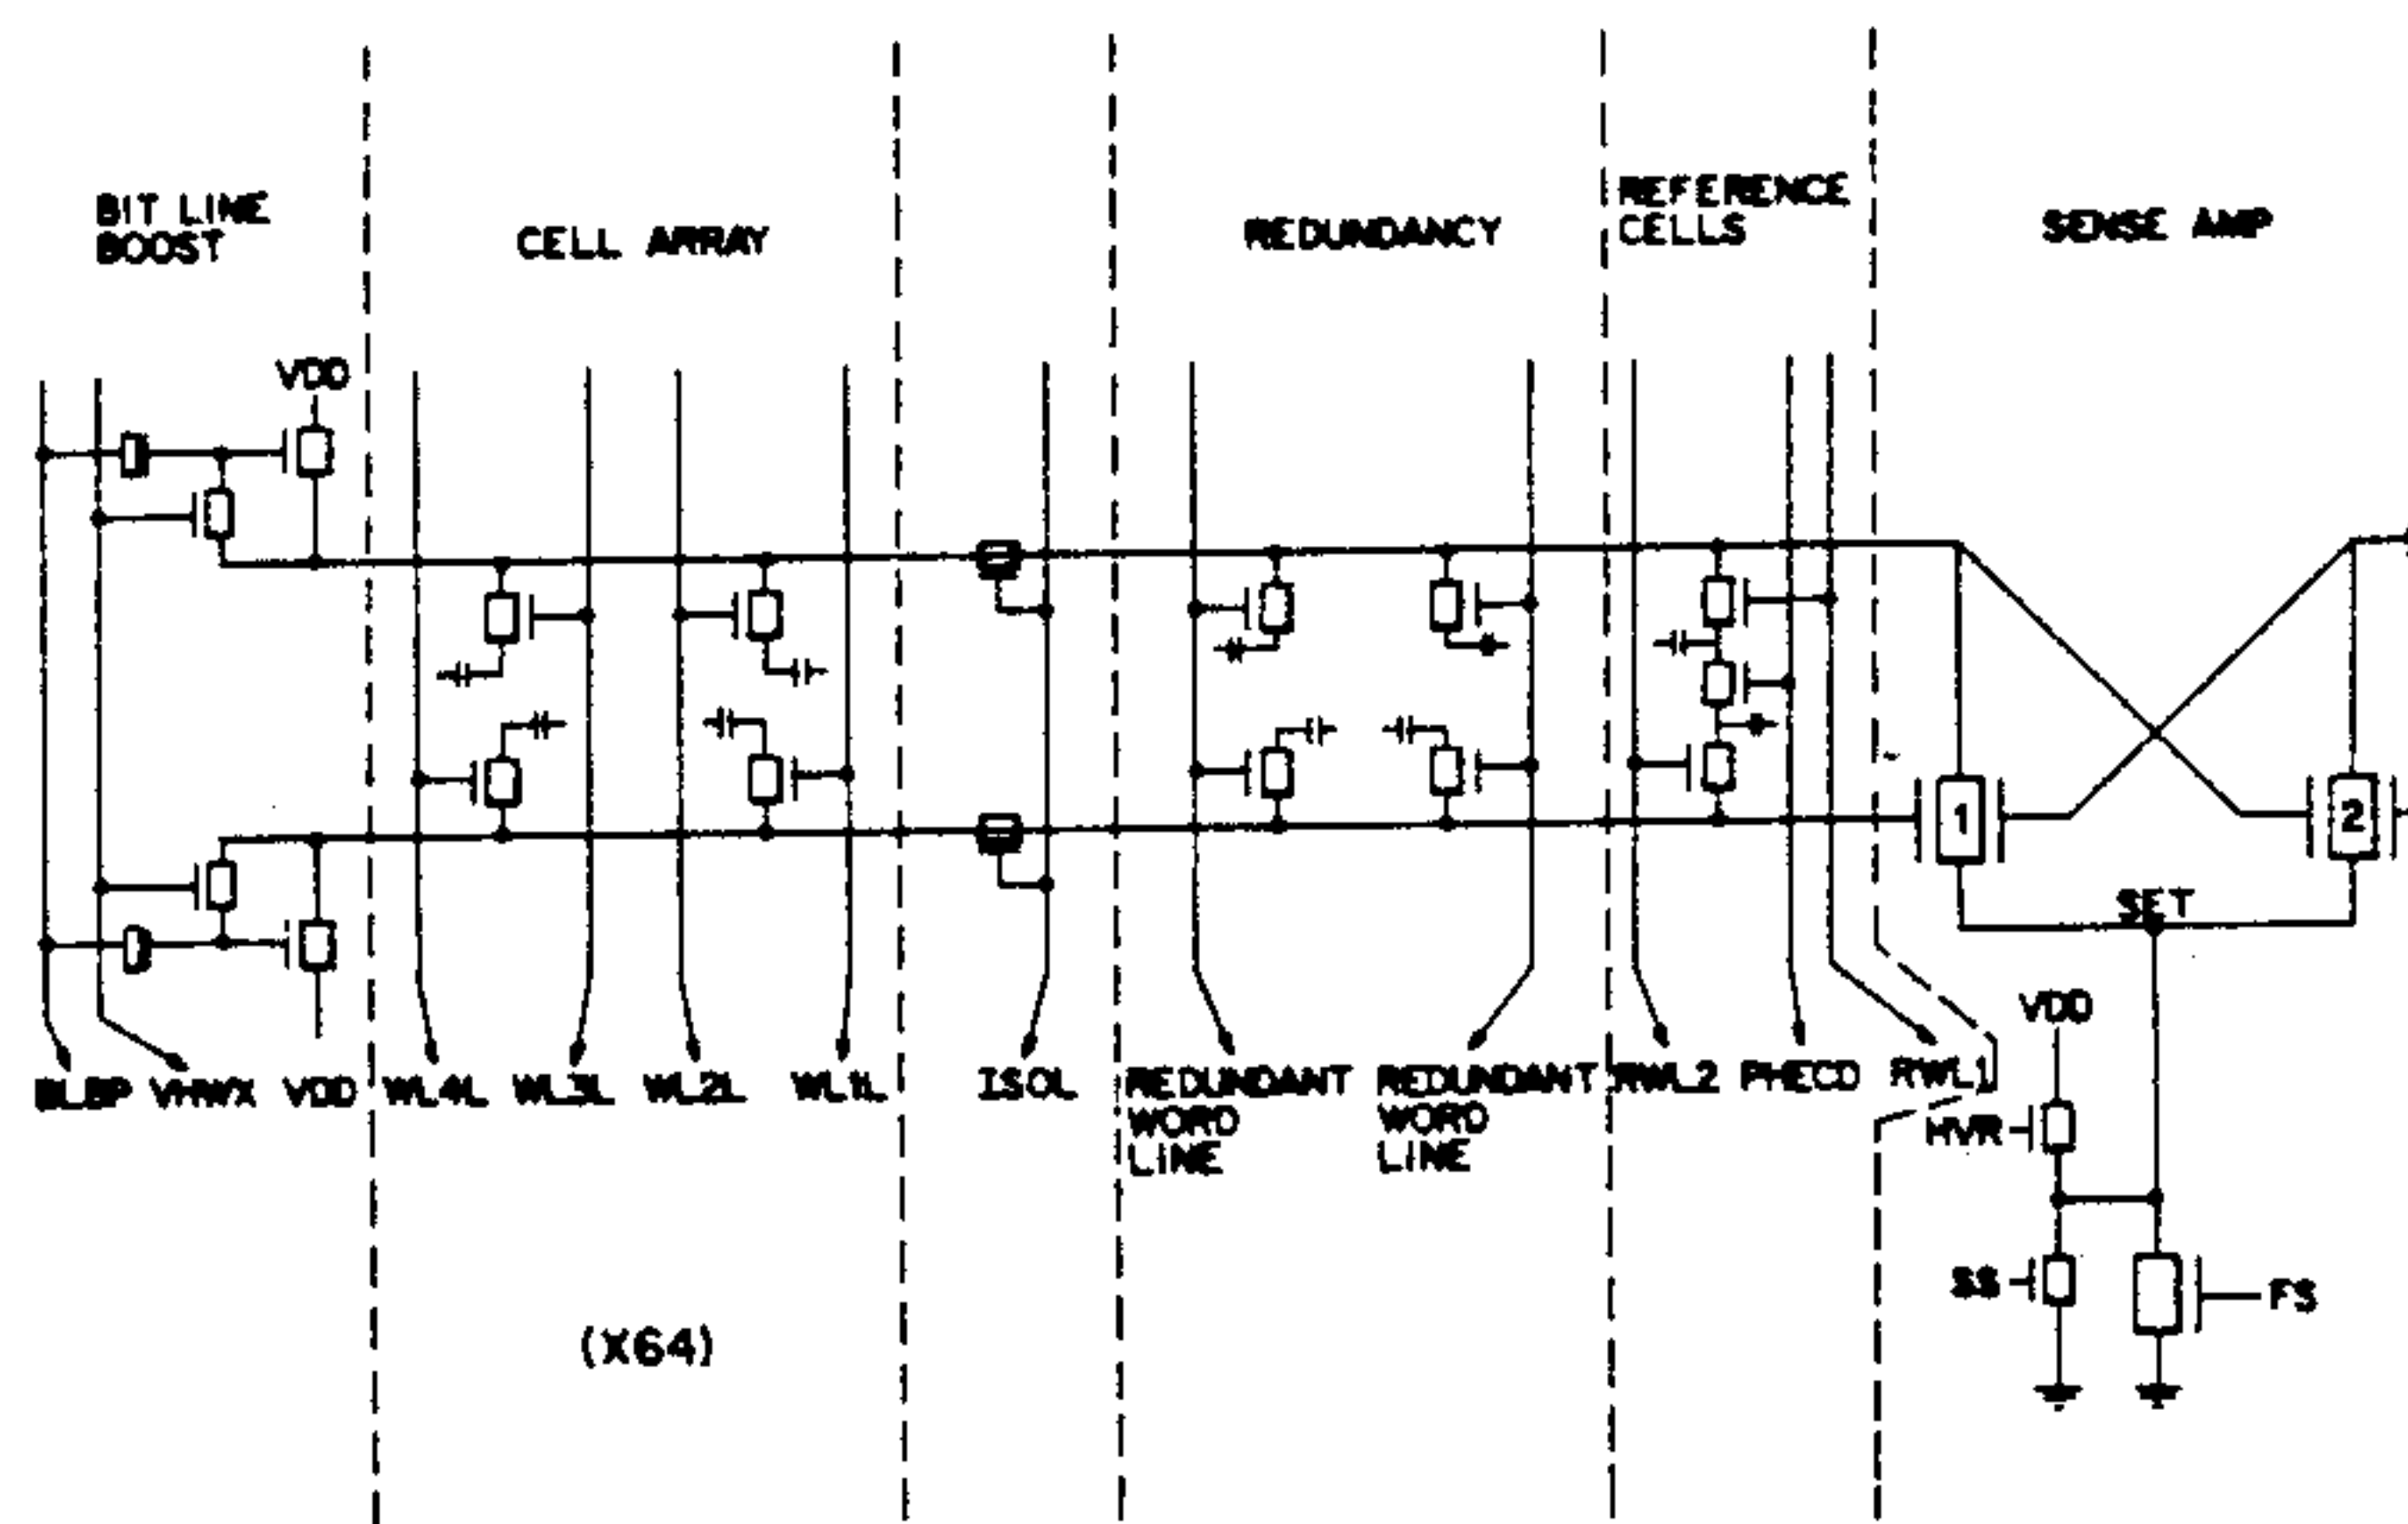 BIT LINE
BOOST
CELL ARRAY
REDUNDANCY
REFERENCE
CELLS
SENSE AMP
VDD
1
2
SET
VDD
BLBP VHWX VDD WL4L WL3L WL2L WL1L ISOL
REDUNDANT
WORD
LINE
REDUNDANT
WORD
LINE
RWL2 PHECD RWL1
SS
FS
(X64)